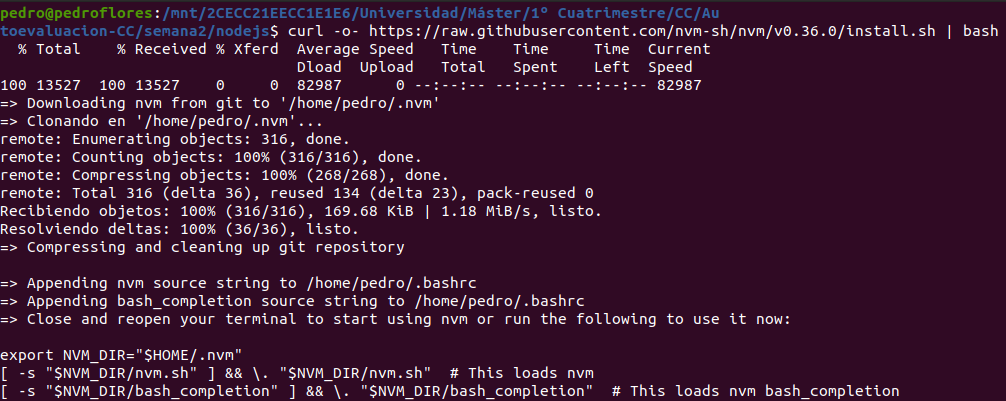 pedro@pedroflores:/mnt/2CECC21EECC1E1E6/Universidad/Máster/1º Cuatrimestre/CC/Au
toevaluacion-CC/semana2/nodejs$ curl -o- https://raw.githubusercontent.com/nvm-sh/nvm/v0.36.0/install.sh | bash
  % Total    % Received % Xferd  Average Speed   Time    Time     Time  Current
                                 Dload  Upload   Total   Spent    Left  Speed
100 13527  100 13527    0     0  82987      0 --:--:-- --:--:-- --:--:-- 82987
=> Downloading nvm from git to '/home/pedro/.nvm'
=> Clonando en '/home/pedro/.nvm'...
remote: Enumerating objects: 316, done.
remote: Counting objects: 100% (316/316), done.
remote: Compressing objects: 100% (268/268), done.
remote: Total 316 (delta 36), reused 134 (delta 23), pack-reused 0
Recibiendo objetos: 100% (316/316), 169.68 KiB | 1.18 MiB/s, listo.
Resolviendo deltas: 100% (36/36), listo.
=> Compressing and cleaning up git repository

=> Appending nvm source string to /home/pedro/.bashrc
=> Appending bash_completion source string to /home/pedro/.bashrc
=> Close and reopen your terminal to start using nvm or run the following to use it now:

export NVM_DIR="$HOME/.nvm"
[ -s "$NVM_DIR/nvm.sh" ] && \. "$NVM_DIR/nvm.sh"  # This loads nvm
[ -s "$NVM_DIR/bash_completion" ] && \. "$NVM_DIR/bash_completion"  # This loads nvm bash_completion